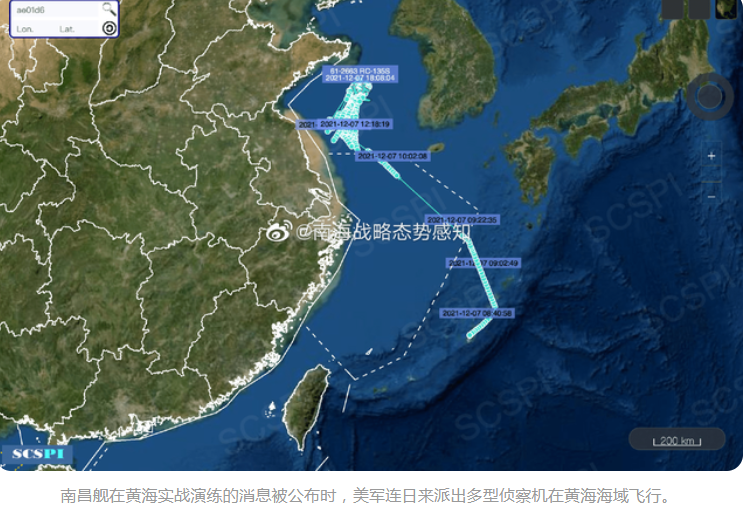 ae01d6
Lon.
Lat.
61-2663 RC-135S
2021-12-07 18:08:04
2021-
2021-12-07 12:18:19
2021-12-07 10:02:08
2021-12-07 09:22:35
@南海战略态势感知
2021-12-07 09:02:49
2021-12-07 08:40:58
SCSPI
200 km
SCSPI
南昌舰在黄海实战演练的消息被公布时，美军连日来派出多型侦察机在黄海海域飞行。